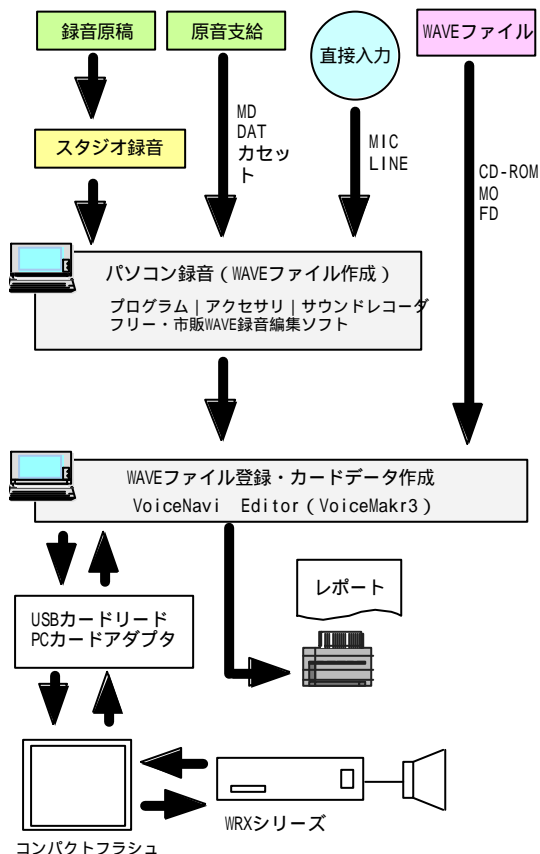 録音原稿
原音支給
直接入力
WAVEファイル
MD
DAT
カセッ
ト
MIC
LINE
CD-ROM
MO
FD
スタジオ録音
パソコン録音(WAVEファイル作成)
プログラム|アクセサリ|サウンドレコーダ
フリー・市販WAVE録音編集ソフト
WAVEファイル登録・カードデータ作成
VoiceNavi Editor(VoiceMakr3)
レポート
USBカードリード
PCカードアダプタ
WRXシリーズ
コンパクトフラシュ